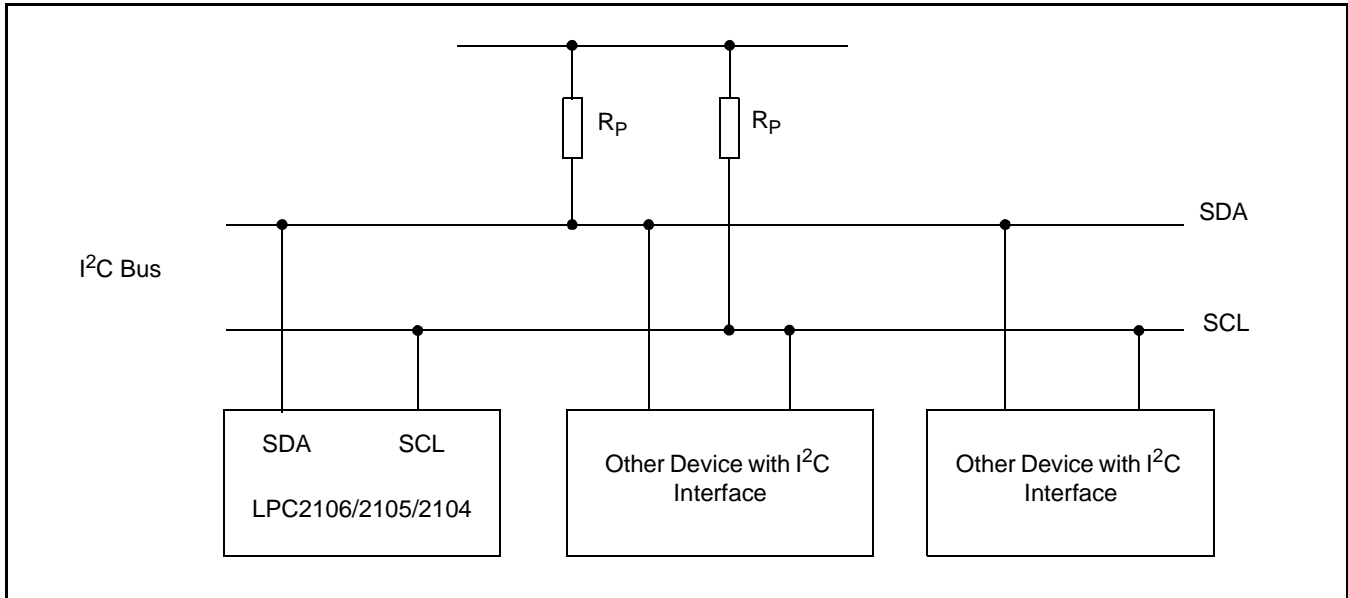 R_P
R_P
SDA
I²C Bus
SCL
SDA SCL
LPC2106/2105/2104
Other Device with I²C
Interface
Other Device with I²C
Interface